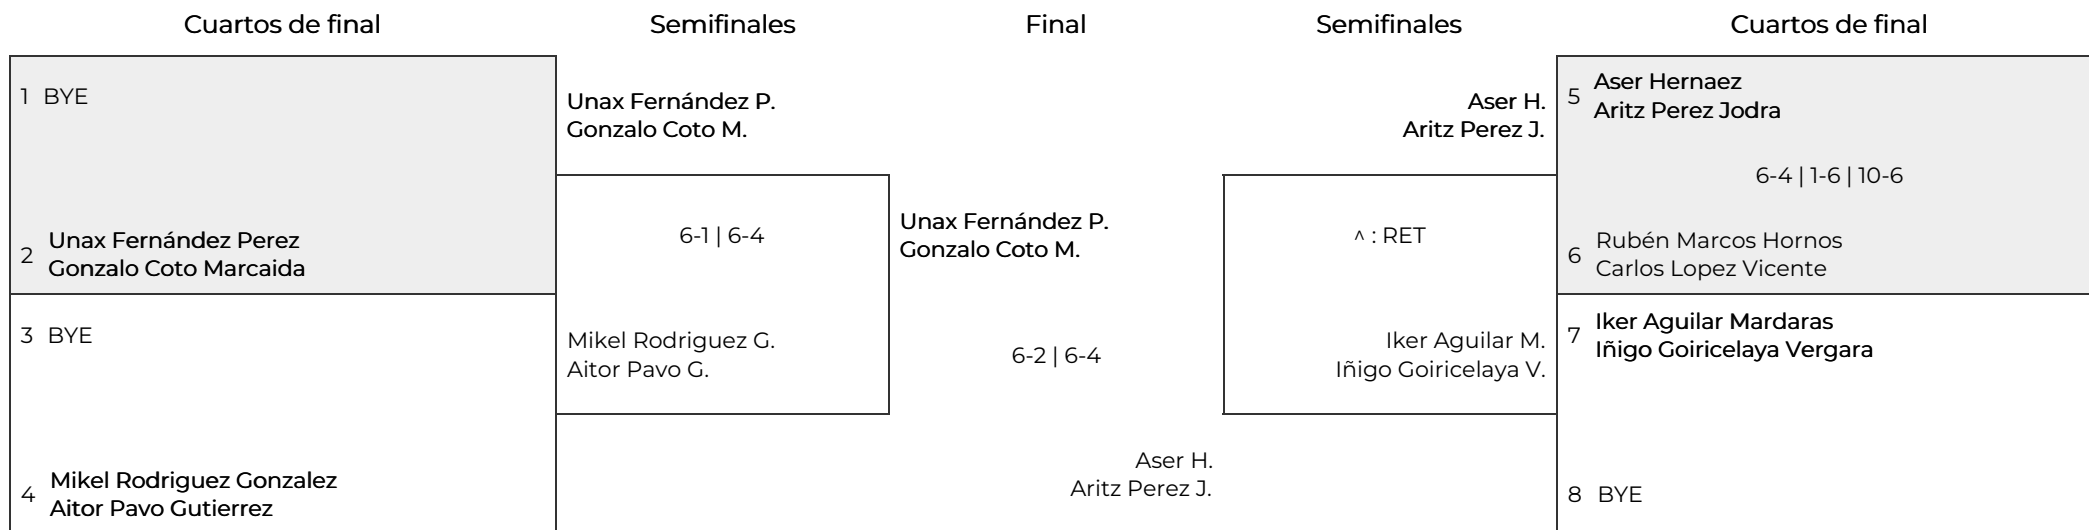 Cuartos de final
Semifinales
Final
Semifinales
Cuartos de final
1 BYE
2 Unax Fernández Perez
Gonzalo Coto Marcaida
3 BYE
4 Mikel Rodriguez Gonzalez
Aitor Pavo Gutierrez
Unax Fernández P.
Gonzalo Coto M.
6-1 | 6-4
Mikel Rodriguez G.
Aitor Pavo G.
Unax Fernández P.
Gonzalo Coto M.
6-2 | 6-4
Aser H.
Aritz Perez J.
Aser H.
Aritz Perez J.
^ : RET
Iker Aguilar M.
Iñigo Goiricelaya V.
5 Aser Hernaez
Aritz Perez Jodra
6-4 | 1-6 | 10-6
6 Rubén Marcos Hornos
Carlos Lopez Vicente
7 Iker Aguilar Mardaras
Iñigo Goiricelaya Vergara
8 BYE